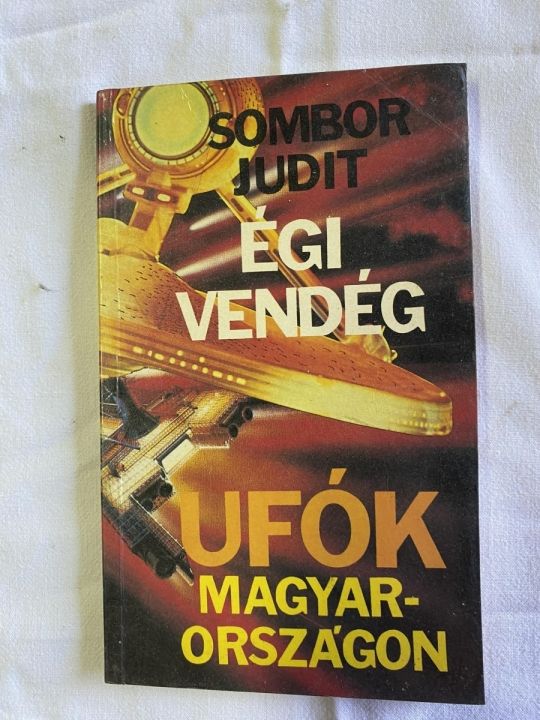 SOMBOR
JUDIT
ÉGI
VENDÉG
UFÓK
MAGYAR-
ORSZÁGON